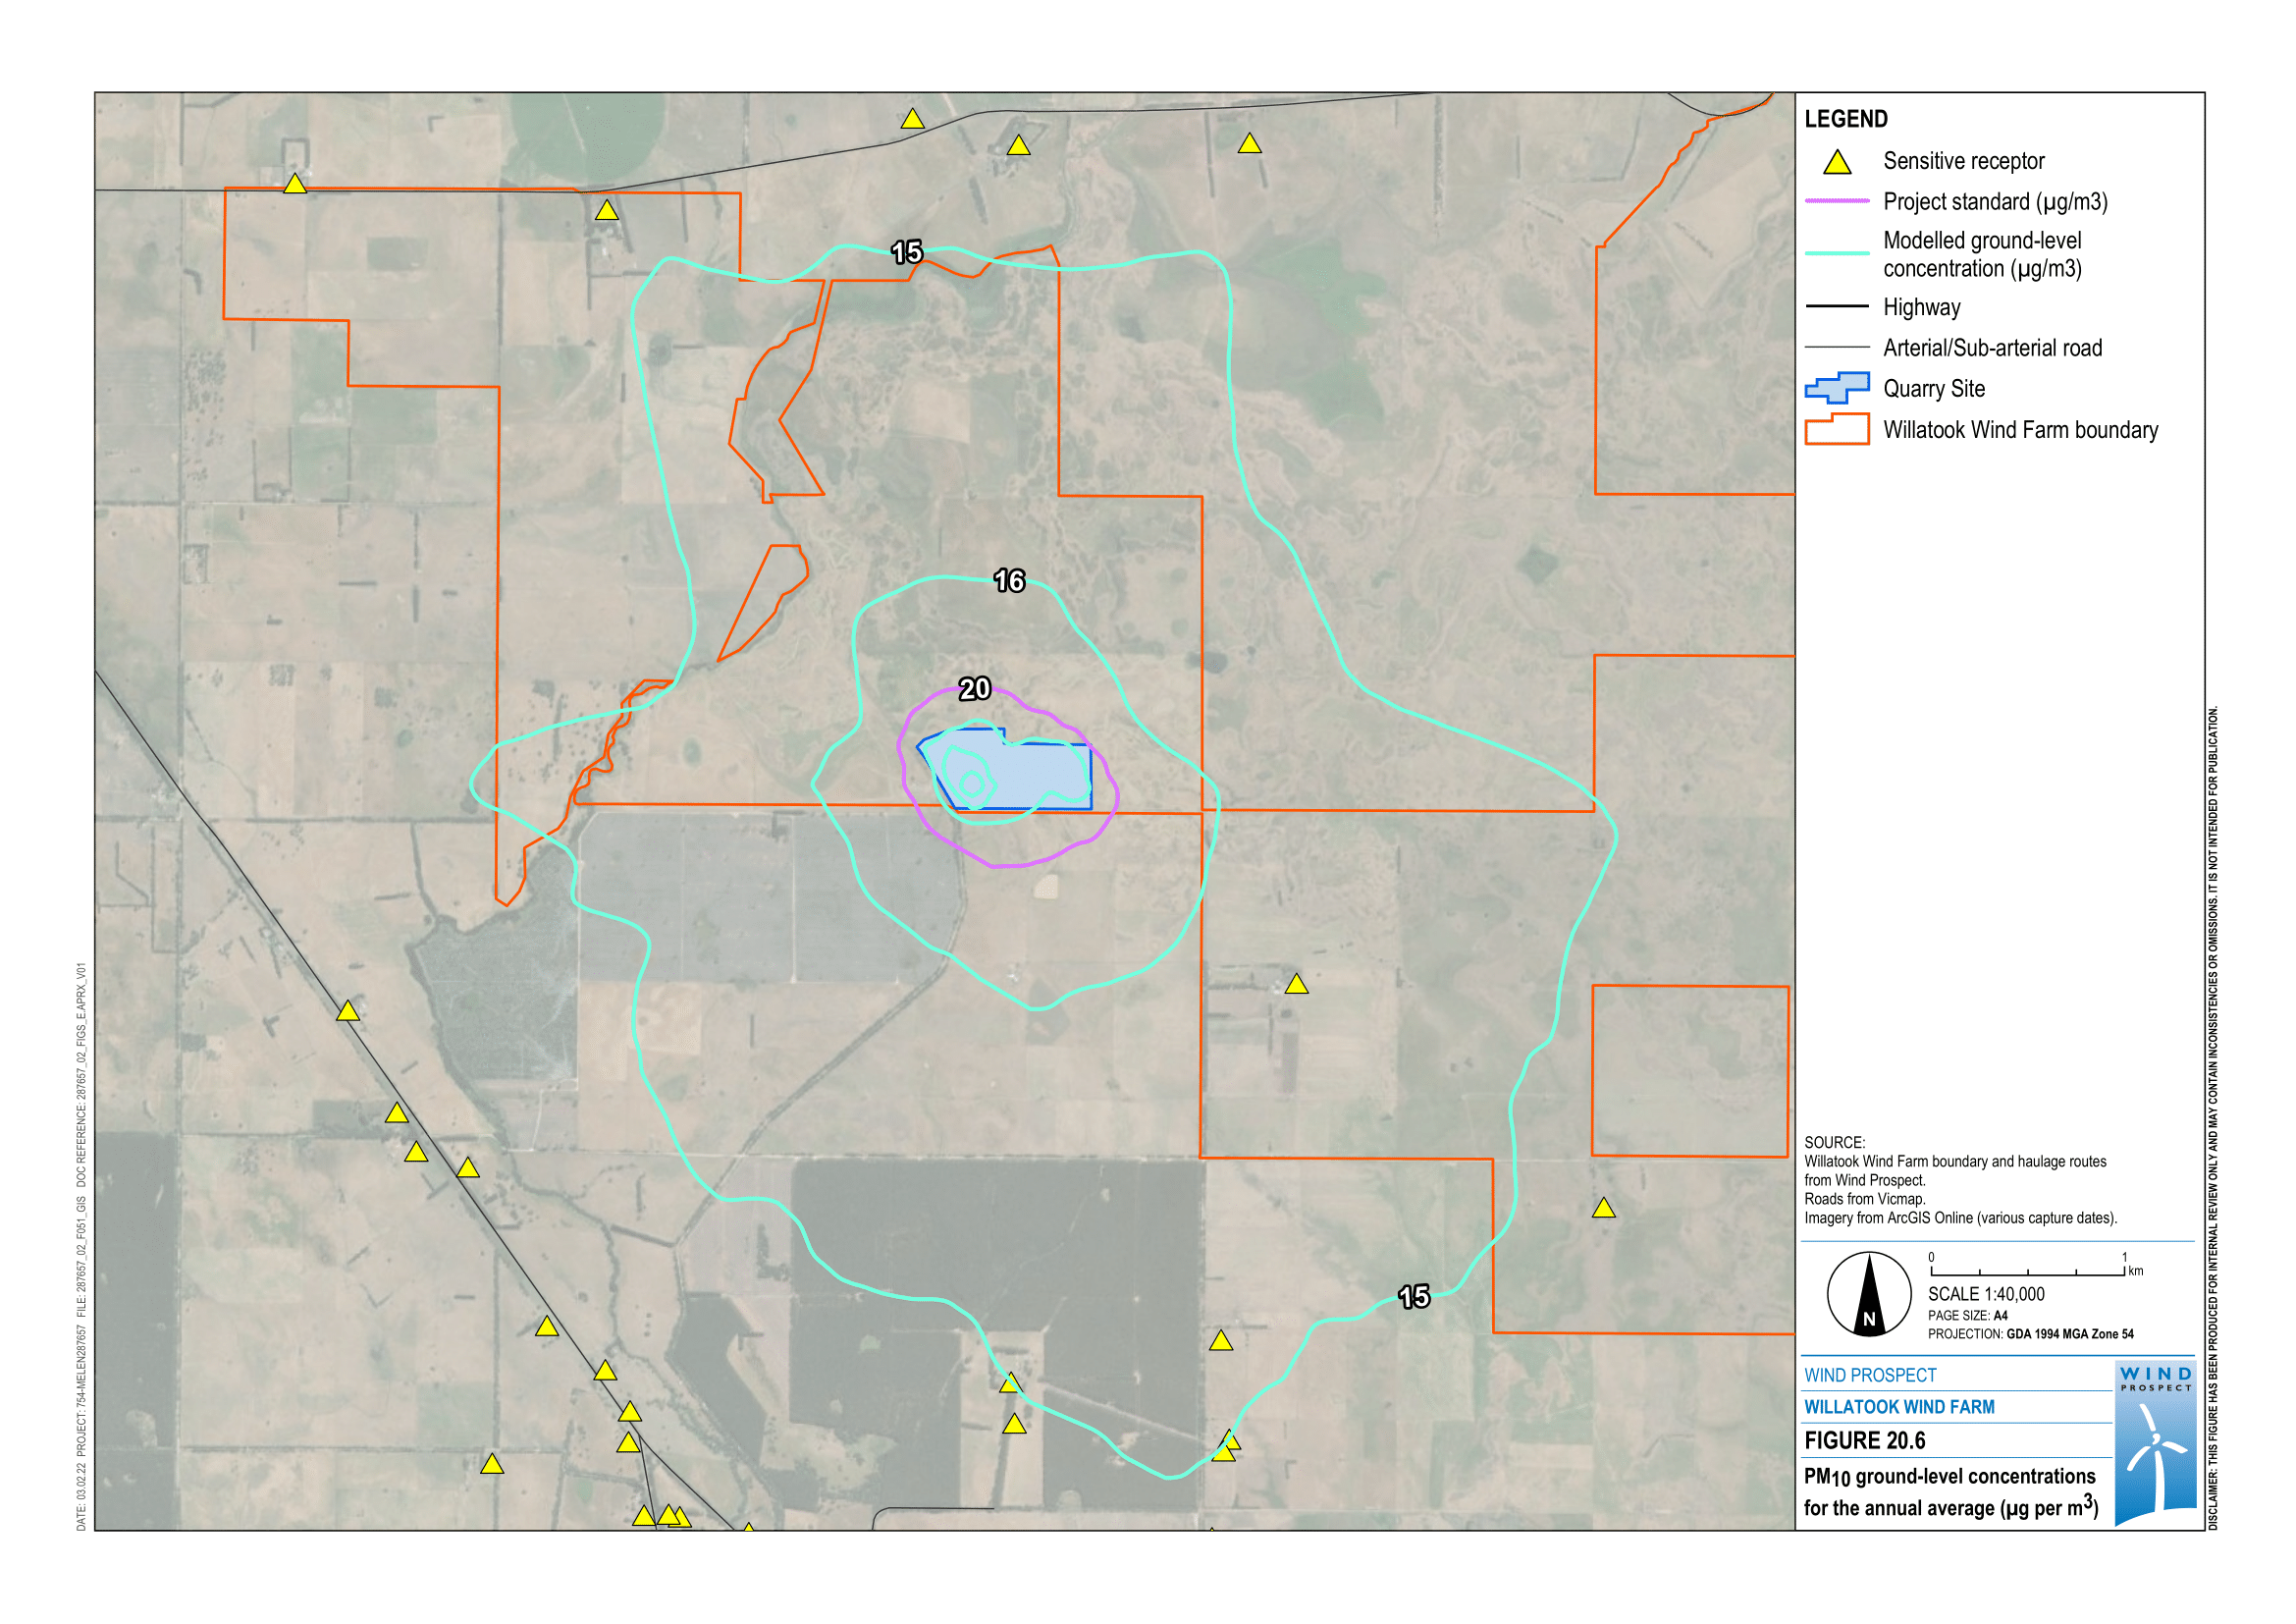 15
16
20
15
LEGEND
Sensitive receptor
Project standard (µg/m3)
Modelled ground-level
concentration (µg/m3)
Highway
Arterial/Sub-arterial road
Quarry Site
Willatook Wind Farm boundary
SOURCE:
Willatook Wind Farm boundary and haulage routes
from Wind Prospect.
Roads from Vicmap.
Imagery from ArcGIS Online (various capture dates).
N
0 1
km
SCALE 1:40,000
PAGE SIZE: A4
PROJECTION: GDA 1994 MGA Zone 54
WIND PROSPECT
WILLATOOK WIND FARM
FIGURE 20.6
PM10 ground-level concentrations
for the annual average (µg per m3)
WIND
PROSPECT
DATE: 03.02.22 PROJECT: 754-MELEN287657 FILE: 287657_02_F051_GIS DOC REFERENCE: 287657_02_FIGS_E.APRX_V01
DISCLAIMER: THIS FIGURE HAS BEEN PRODUCED FOR INTERNAL REVIEW ONLY AND MAY CONTAIN INCONSISTENCIES OR OMISSIONS. IT IS NOT INTENDED FOR PUBLICATION.